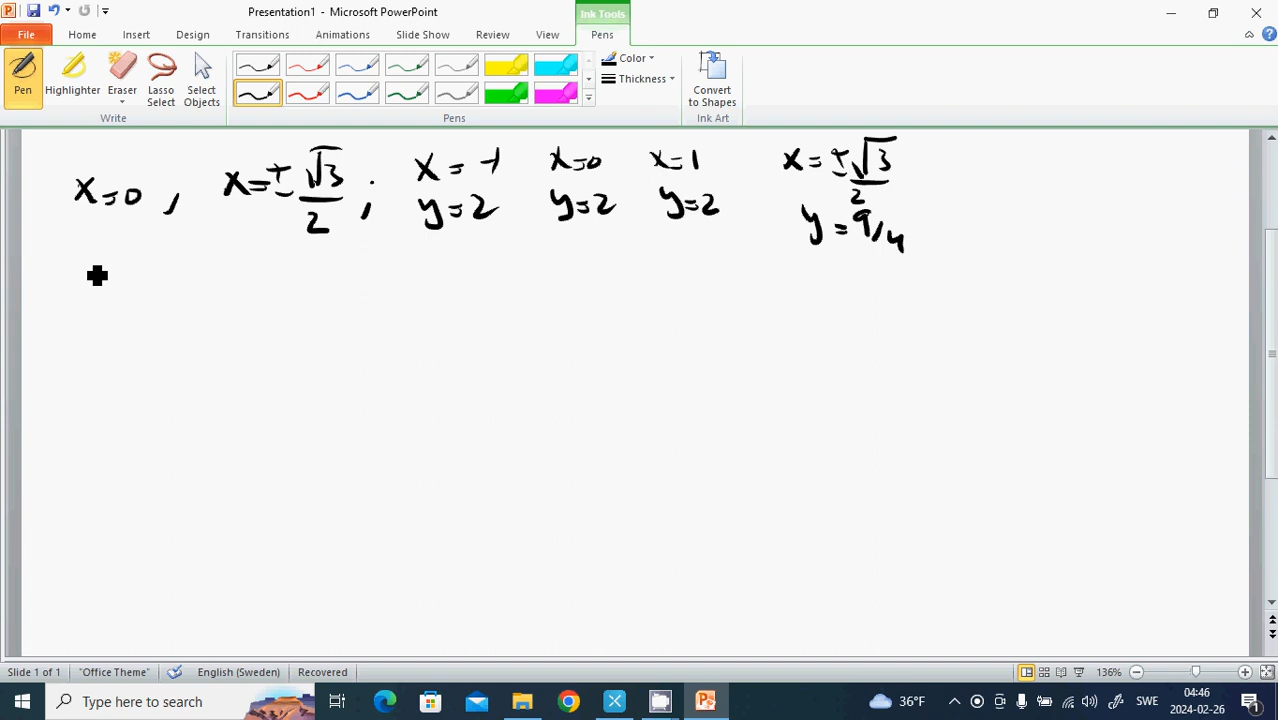 Presentation1 - Microsoft PowerPoint
Ink Tools
File Home Insert Design Transitions Animations Slide Show Review View Pens
Pen Highlighter Eraser Lasso Select Select Objects
Color
Thickness
Convert to Shapes
Write Pens Ink Art
x=0 , x=±√3/2 ; x=-1 x=0 x=1 x=±√3/2
y=2 y=2 y=2 y=9/4
Slide 1 of 1 "Office Theme" English (Sweden) Recovered 136%
Type here to search 36°F SWE 04:46
2024-02-26
1